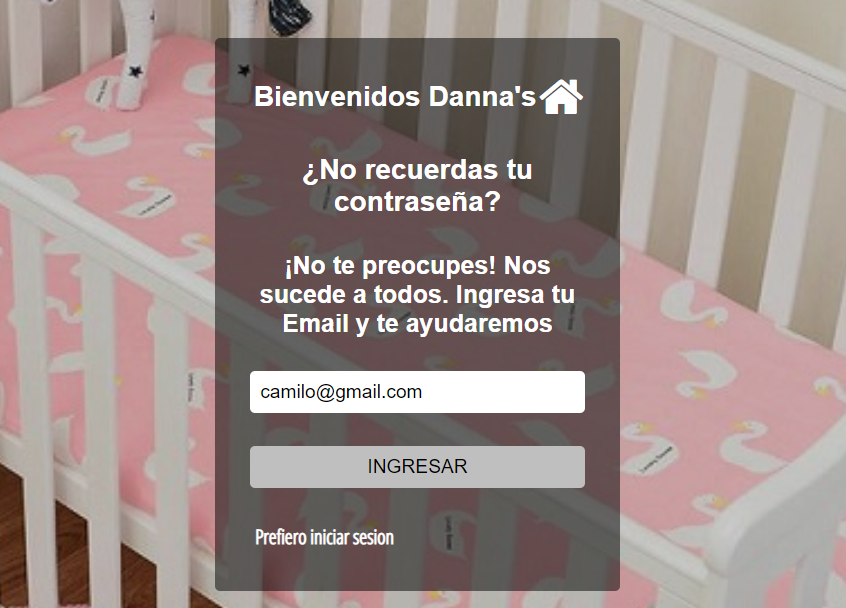 Bienvenidos Danna's
¿No recuerdas tu
contraseña?
¡No te preocupes! Nos
sucede a todos. Ingresa tu
Email y te ayudaremos
camilo@gmail.com
INGRESAR
Prefiero iniciar sesion